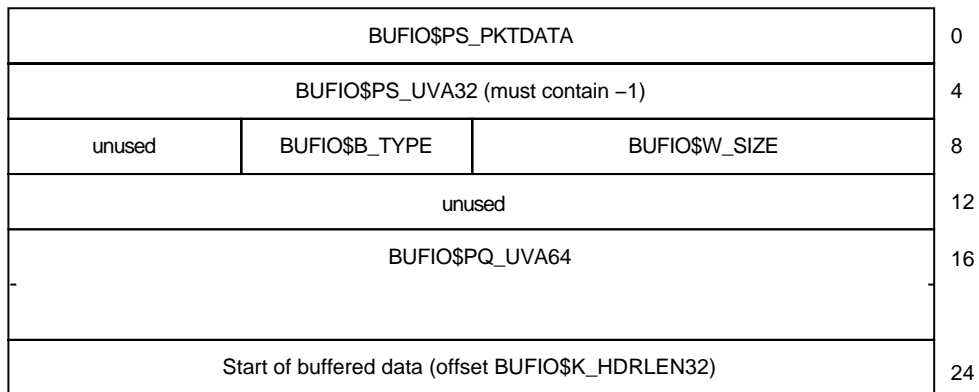 BUFIO$PS_PKTDATA 0
BUFIO$PS_UVA32 (must contain −1) 4
unused BUFIO$B_TYPE BUFIO$W_SIZE 8
unused 12
BUFIO$PQ_UVA64 16
Start of buffered data (offset BUFIO$K_HDRLEN32) 24